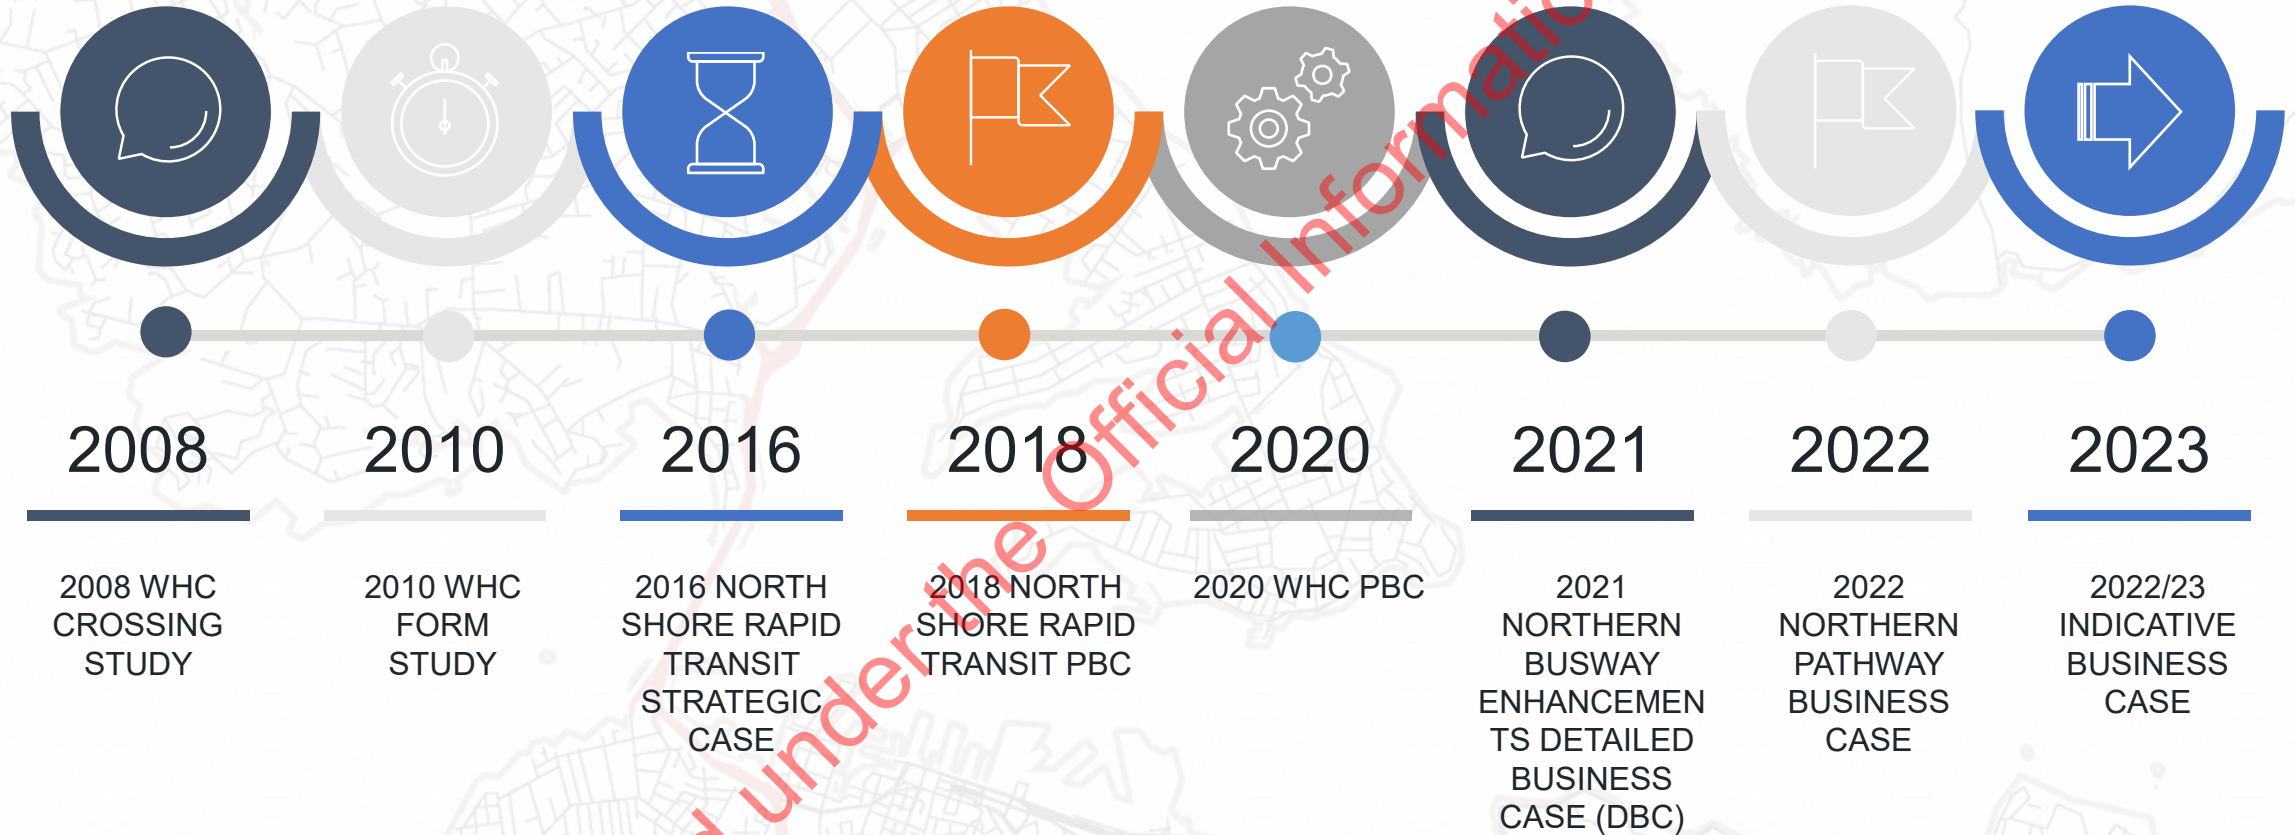 2008
2010
2016
2018
2020
2021
2022
2023
2008 WHC
CROSSING
STUDY
2010 WHC
FORM
STUDY
2016 NORTH
SHORE RAPID
TRANSIT
STRATEGIC
CASE
2018 NORTH
SHORE RAPID
TRANSIT PBC
2020 WHC PBC
2021
NORTHERN
BUSWAY
ENHANCEMEN
TS DETAILED
BUSINESS
CASE (DBC)
2022
NORTHERN
PATHWAY
BUSINESS
CASE
2022/23
INDICATIVE
BUSINESS
CASE
under the Official